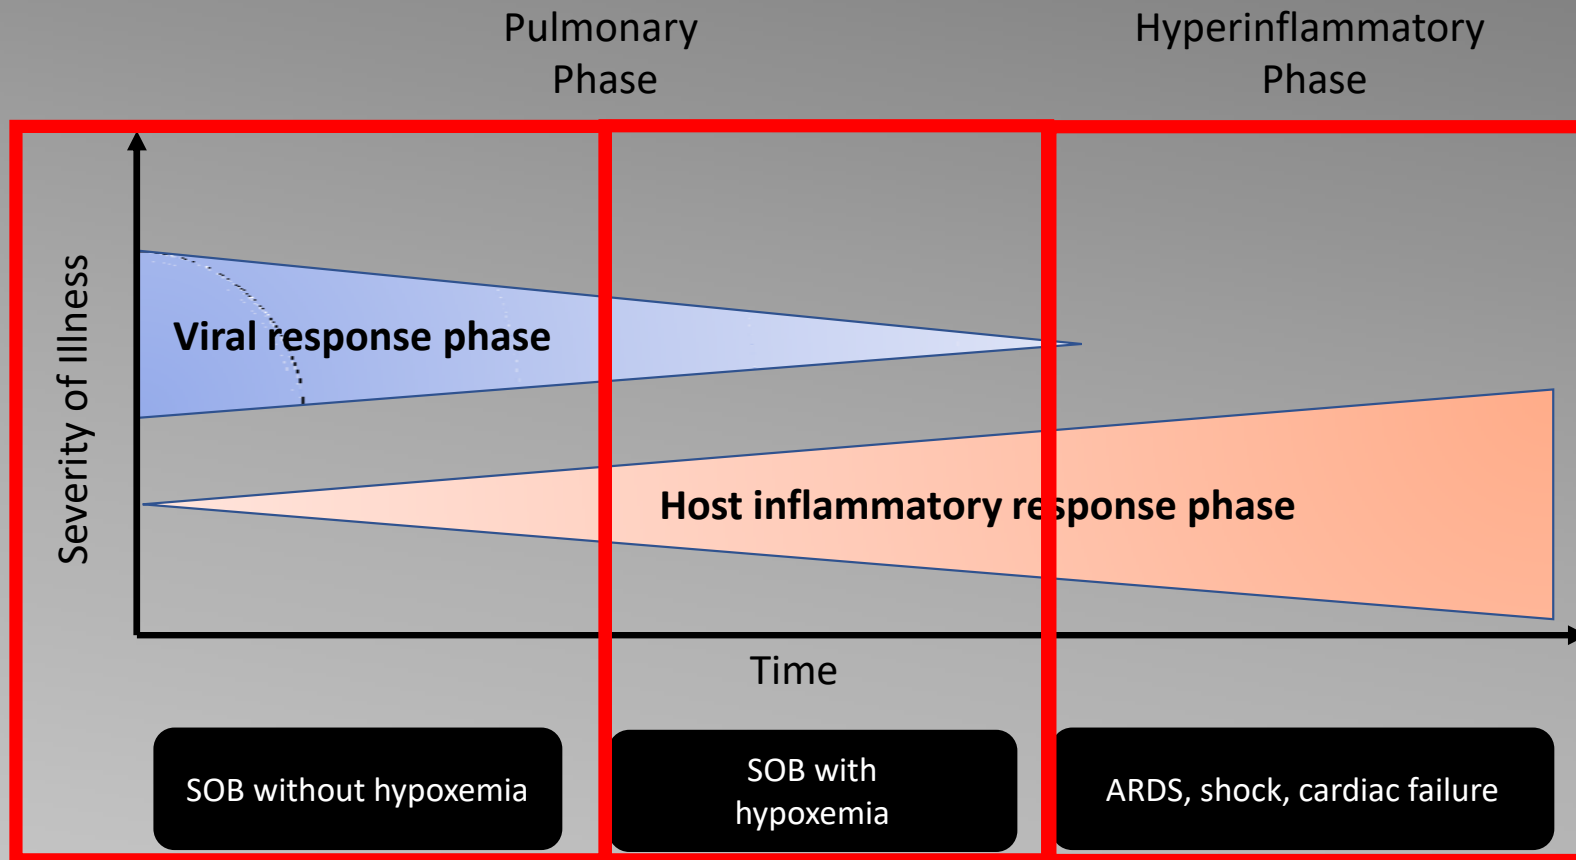 Pulmonary
Phase
Hyperinflammatory
Phase
Severity of Illness
Viral response phase
Host inflammatory response phase
Time
SOB without hypoxemia
SOB with
hypoxemia
ARDS, shock, cardiac failure